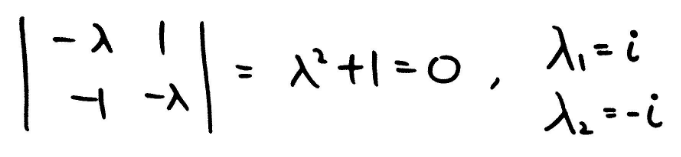 | -λ 1 | = λ²+1=0 , λ₁=i
| -1 -λ | λ₂=-i